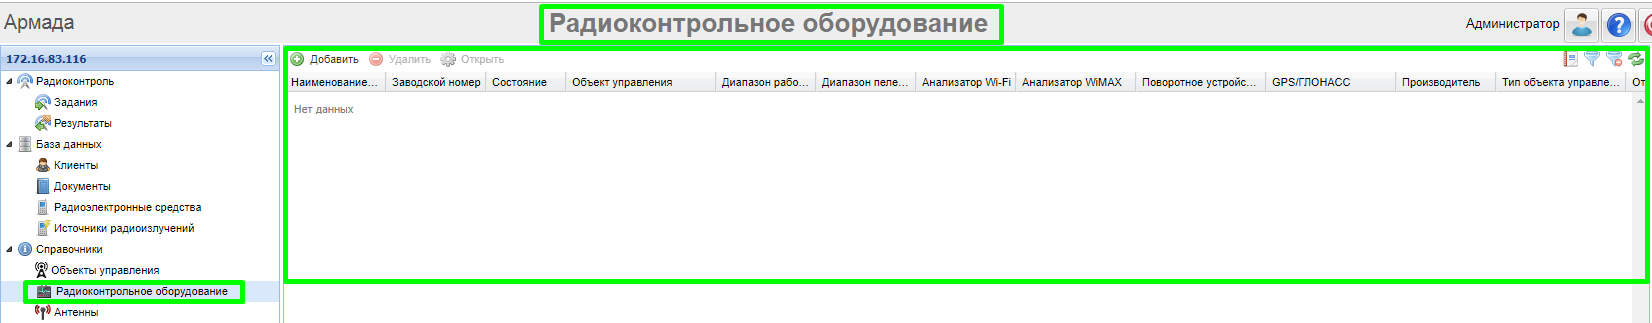 Армада
Радиоконтрольное оборудование
Администратор
172.16.83.116
Радиоконтроль
Задания
Результаты
База данных
Клиенты
Документы
Радиоэлектронные средства
Источники радиоизлучений
Справочники
Объекты управления
Радиоконтрольное оборудование
Антенны
Добавить Удалить Открыть
Наименование... Заводской номер Состояние Объект управления Диапазон рабо... Диапазон пеле... Анализатор Wi-Fi Анализатор WiMAX Поворотное устройс... GPS/ГЛОНАСС Производитель Тип объекта управле... От
Нет данных